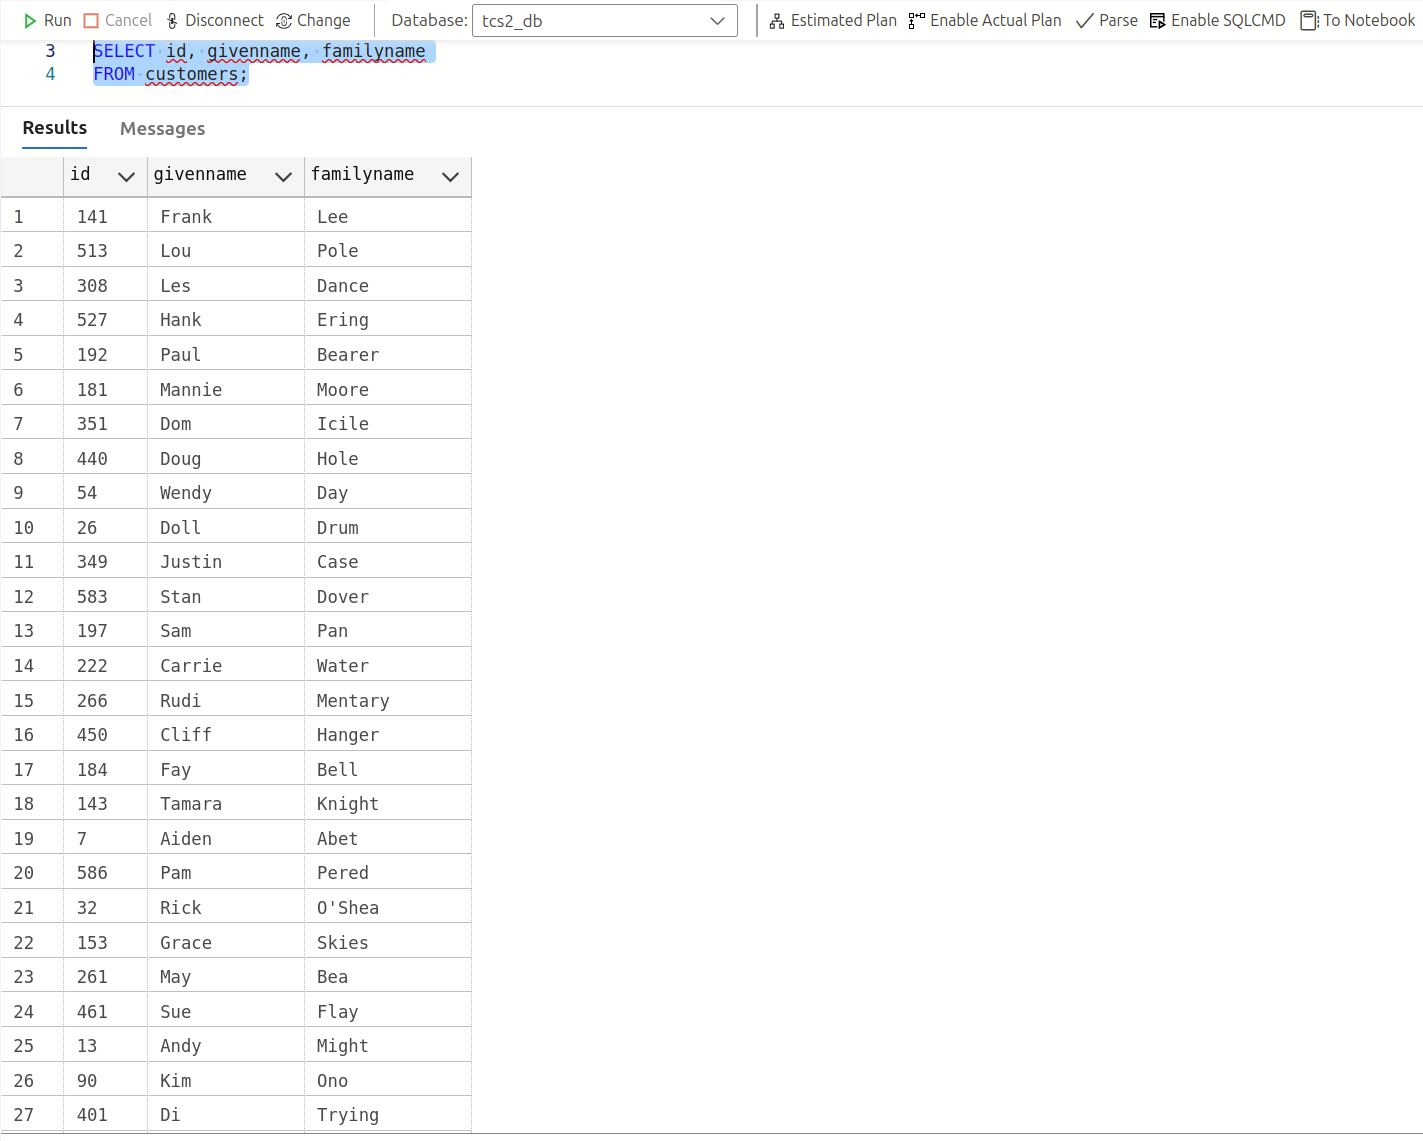 Run Cancel Disconnect Change Database: tcs2_db Estimated Plan Enable Actual Plan Parse Enable SQLCMD To Notebook
3 SELECT id, givenname, familyname
4 FROM customers;
Results Messages
id givenname familyname
1 141 Frank Lee
2 513 Lou Pole
3 308 Les Dance
4 527 Hank Ering
5 192 Paul Bearer
6 181 Mannie Moore
7 351 Dom Icile
8 440 Doug Hole
9 54 Wendy Day
10 26 Doll Drum
11 349 Justin Case
12 583 Stan Dover
13 197 Sam Pan
14 222 Carrie Water
15 266 Rudi Mentary
16 450 Cliff Hanger
17 184 Fay Bell
18 143 Tamara Knight
19 7 Aiden Abet
20 586 Pam Pered
21 32 Rick O'Shea
22 153 Grace Skies
23 261 May Bea
24 461 Sue Flay
25 13 Andy Might
26 90 Kim Ono
27 401 Di Trying